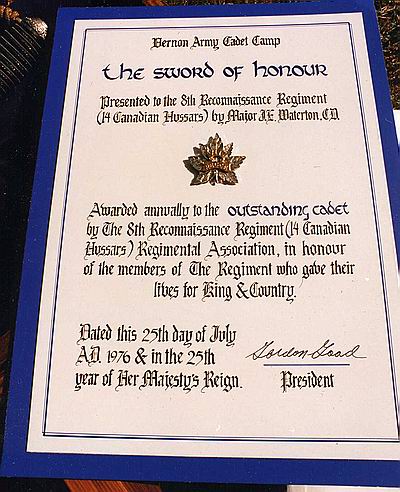 Vernon Army Cadet Camp
the sword of honour
Presented to the 8th Reconnaissance Regiment
(14 Canadian Hussars) by Major J.E. Waterton, C.D.
Awarded annually to the outstanding cadet
by The 8th Reconnaissance Regiment (14 Canadian
Hussars) Regimental Association, in honour
of the members of The Regiment who gave their
lives for King & Country.
Dated this 25th day of July
A.D. 1976 & in the 25th
year of Her Majesty's Reign.
Gordon Good
President